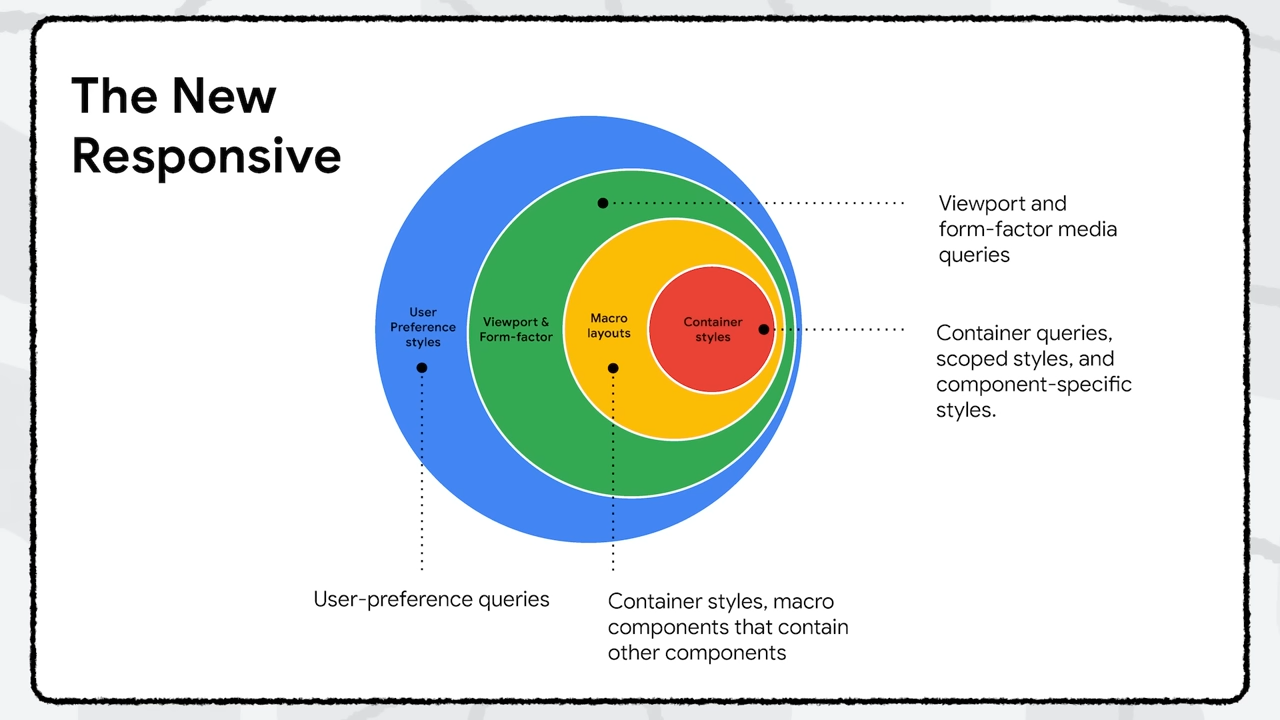 The New
Responsive
User
Preference
styles
Viewport &
Form-factor
Macro
layouts
Container
styles
Viewport and
form-factor media
queries
Container queries,
scoped styles, and
component-specific
styles.
User-preference queries
Container styles, macro
components that contain
other components